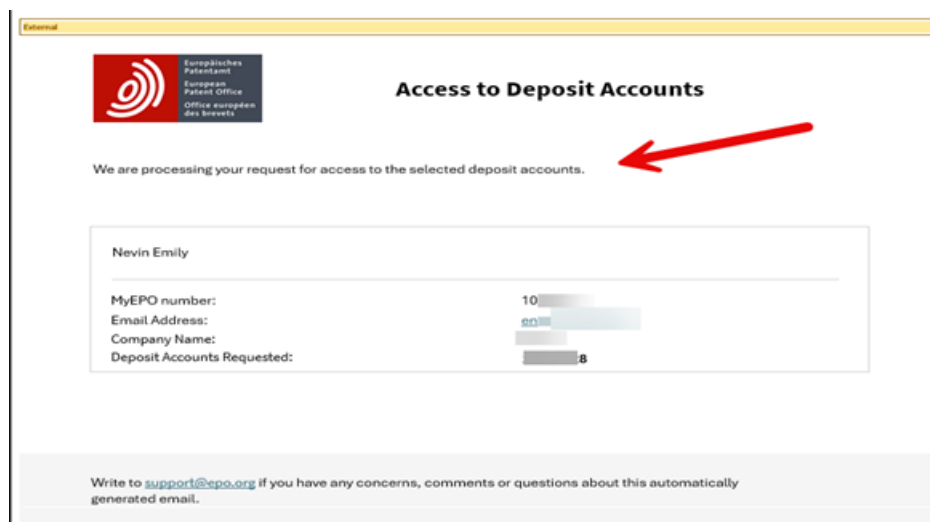 External
Europäisches
Patentamt
European
Patent Office
Office européen
des brevets
Access to Deposit Accounts
We are processing your request for access to the selected deposit accounts.
Nevin Emily
MyEPO number: 10
Email Address: en
Company Name:
Deposit Accounts Requested: 8
Write to support@epo.org if you have any concerns, comments or questions about this automatically
generated email.